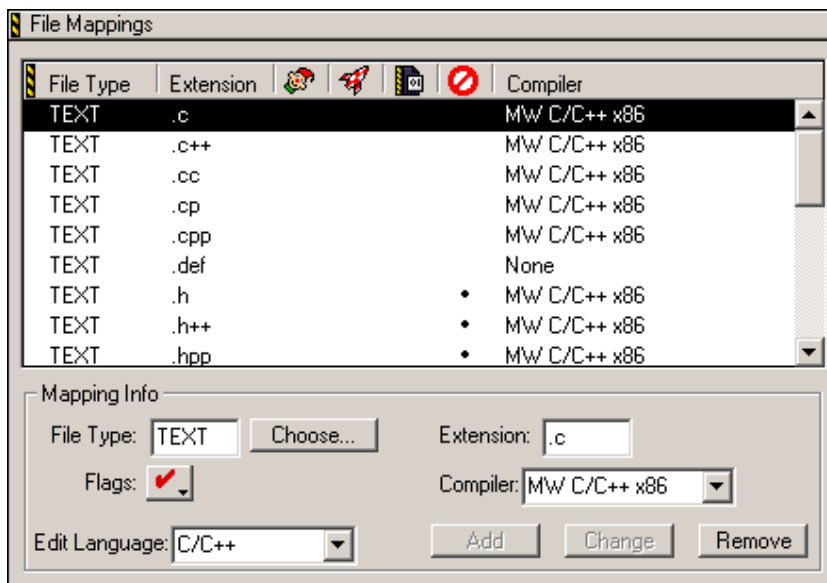 File Mappings
File Type Extension Compiler
TEXT .c MW C/C++ x86
TEXT .c++ MW C/C++ x86
TEXT .cc MW C/C++ x86
TEXT .cp MW C/C++ x86
TEXT .cpp MW C/C++ x86
TEXT .def None
TEXT .h • MW C/C++ x86
TEXT .h++ • MW C/C++ x86
TEXT .hpp • MW C/C++ x86
Mapping Info
File Type: TEXT Choose... Extension: .c
Flags: Compiler: MW C/C++ x86
Edit Language: C/C++ Add Change Remove